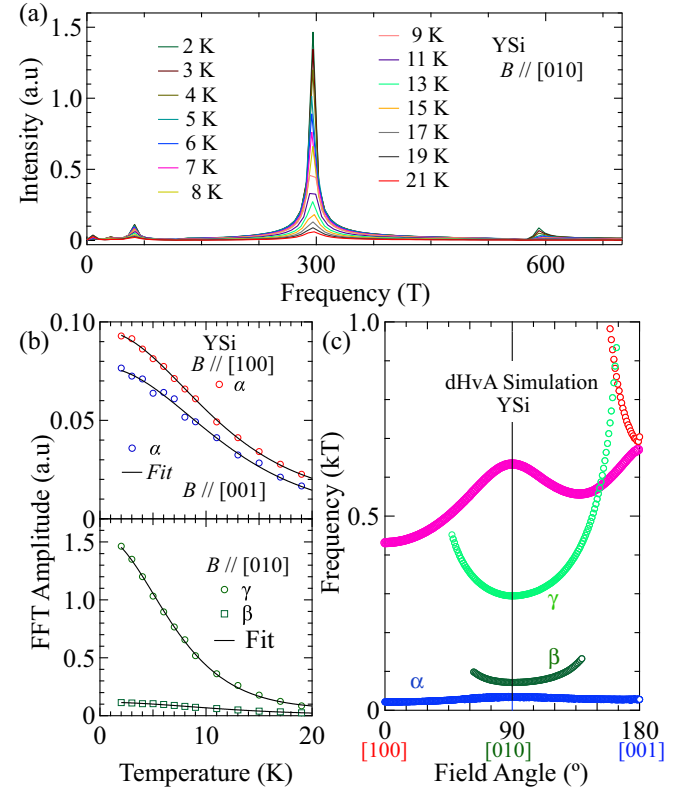 (a)
1.5
1.0
0.5
0
Intensity (a.u)
2 K
3 K
4 K
5 K
6 K
7 K
8 K
9 K
11 K
13 K
15 K
17 K
19 K
21 K
YSi
B // [010]
0
300
600
Frequency (T)
(b)
0.10
0.05
0.00
YSi
B // [100]
α
α
Fit
B // [001]
1.5
1.0
0.5
0.0
B // [010]
γ
β
Fit
FFT Amplitude (a.u)
0
10
20
Temperature (K)
(c)
1.0
0.5
0
Frequency (kT)
dHvA Simulation
YSi
γ
β
α
0
90
180
[100]
[010]
[001]
Field Angle (º)